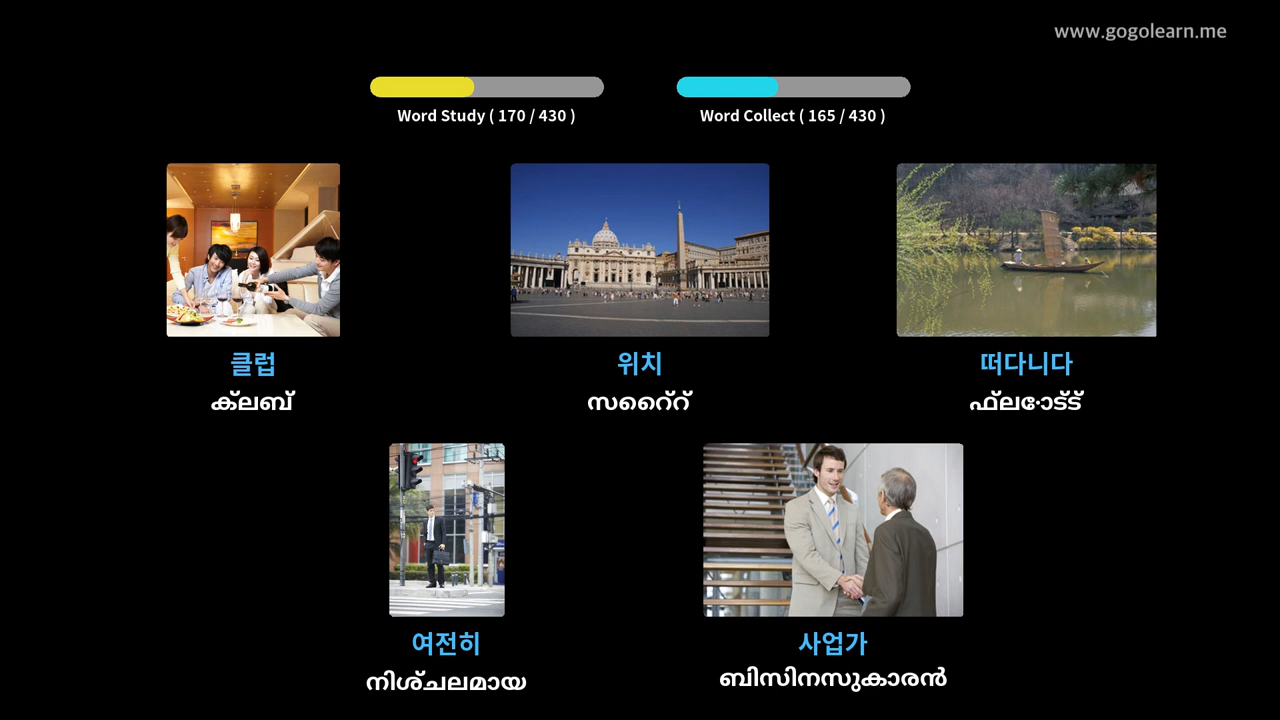 www.gogolearn.me
Word Study ( 170 / 430 )
Word Collect ( 165 / 430 )
클럽
위치
떠다니다
ക്ലബ്
സൈറ്റ്
ഫ്ലോട്ട്
여전히
사업가
നിശ്ചലമായ
ബിസിനസുകാരൻ